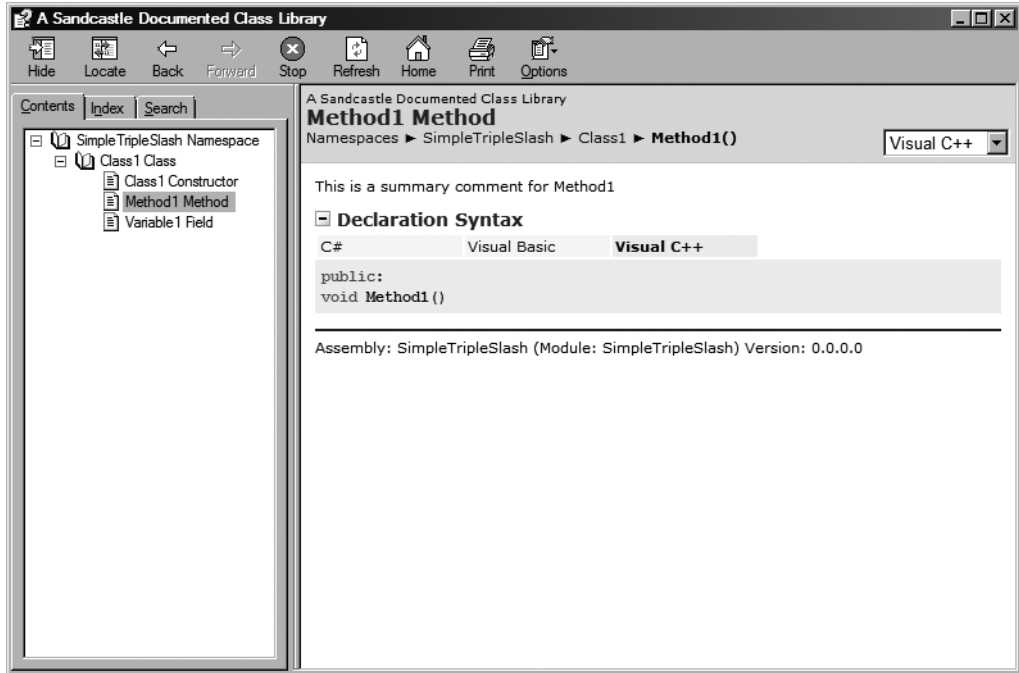 A Sandcastle Documented Class Library
Hide Locate Back Forward Stop Refresh Home Print Options
Contents Index Search
SimpleTripleSlash Namespace
Class1 Class
Class1 Constructor
Method1 Method
Variable1 Field
A Sandcastle Documented Class Library
Method1 Method
Namespaces ► SimpleTripleSlash ► Class1 ► Method1()
Visual C++
This is a summary comment for Method1
Declaration Syntax
C# Visual Basic Visual C++
public:
void Method1()
Assembly: SimpleTripleSlash (Module: SimpleTripleSlash) Version: 0.0.0.0